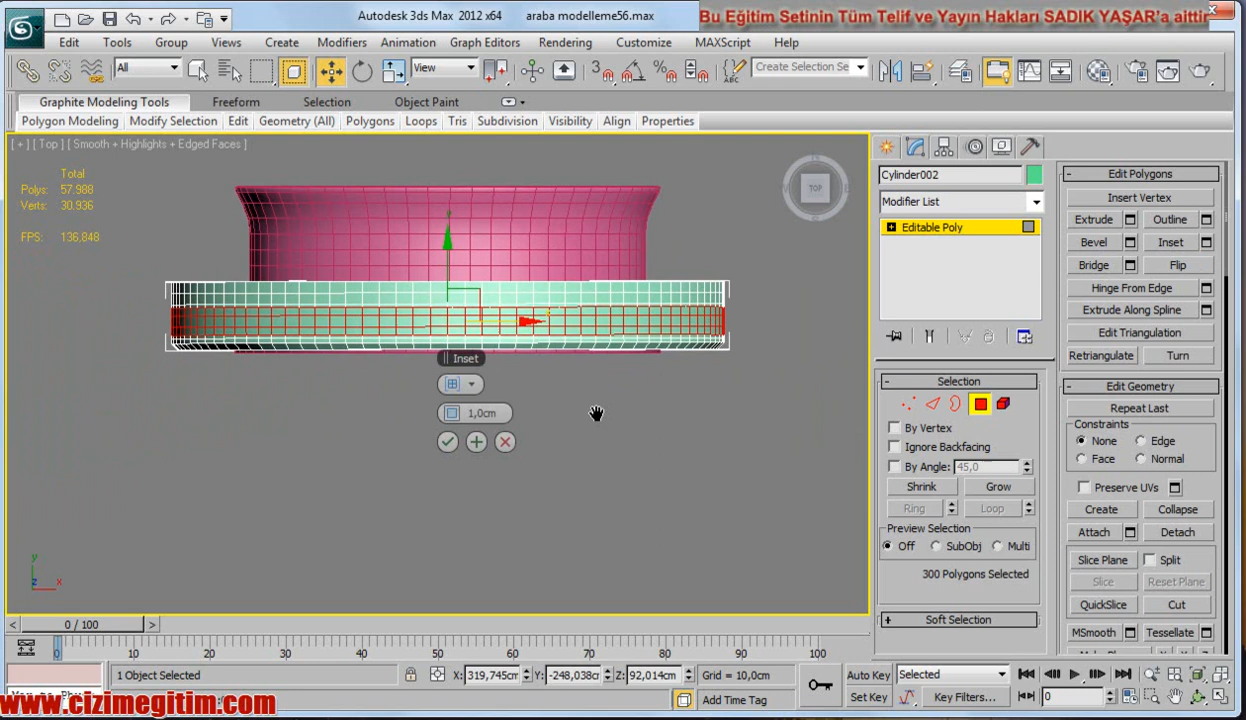 Autodesk 3ds Max 2012 x64 araba modelleme56.max
Bu Eğitim Setinin Tüm Telif ve Yayın Hakları SADIK YAŞAR'a aittir
Edit Tools Group Views Create Modifiers Animation Graph Editors Rendering Customize MAXScript Help
All View Create Selection Se
Graphite Modeling Tools Freeform Selection Object Paint
Polygon Modeling Modify Selection Edit Geometry (All) Polygons Loops Tris Subdivision Visibility Align Properties
[ + ] [ Top ] [ Smooth + Highlights + Edged Faces ]
Total
Polys: 57.988
Verts: 30.936
FPS: 136,848
TOP
Inset
1,0cm
Cylinder002
Modifier List
Editable Poly
Selection
By Vertex
Ignore Backfacing
By Angle: 45,0
Shrink Grow
Ring Loop
Preview Selection
Off SubObj Multi
300 Polygons Selected
Soft Selection
Edit Polygons
Insert Vertex
Extrude Outline
Bevel Inset
Bridge Flip
Hinge From Edge
Extrude Along Spline
Edit Triangulation
Retriangulate Turn
Edit Geometry
Repeat Last
Constraints
None Edge
Face Normal
Preserve UVs
Create Collapse
Attach Detach
Slice Plane Split
Slice Reset Plane
QuickSlice Cut
MSmooth Tessellate
0 / 100
0 10 20 30 40 50 60 70 80 90 100
1 Object Selected X: 319,745cm Y: -248,038cm Z: 92,014cm Grid = 10,0cm
Auto Key Selected
Add Time Tag Set Key Key Filters... 0
www.cizimegitim.com